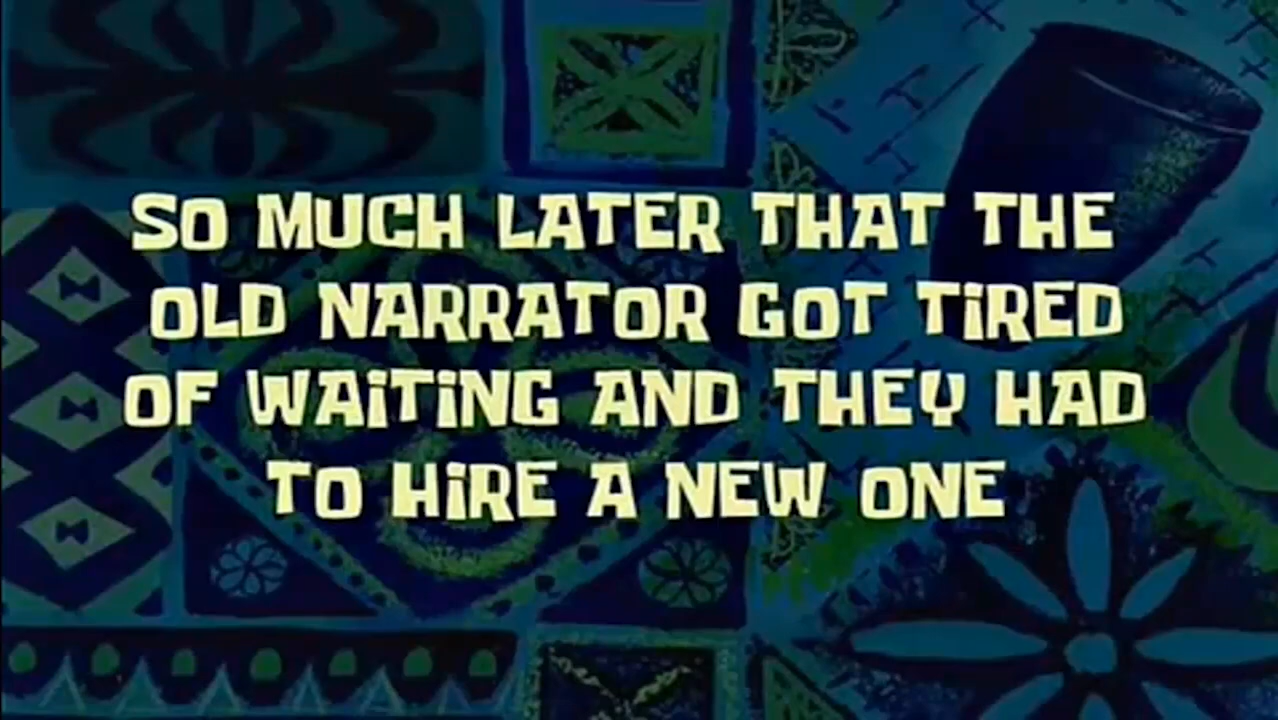 SO MUCH LATER THAT THE
OLD NARRATOR GOT TiRED
OF WAiTiNG AND THEY HAD
TO HiRE A NEW ONE